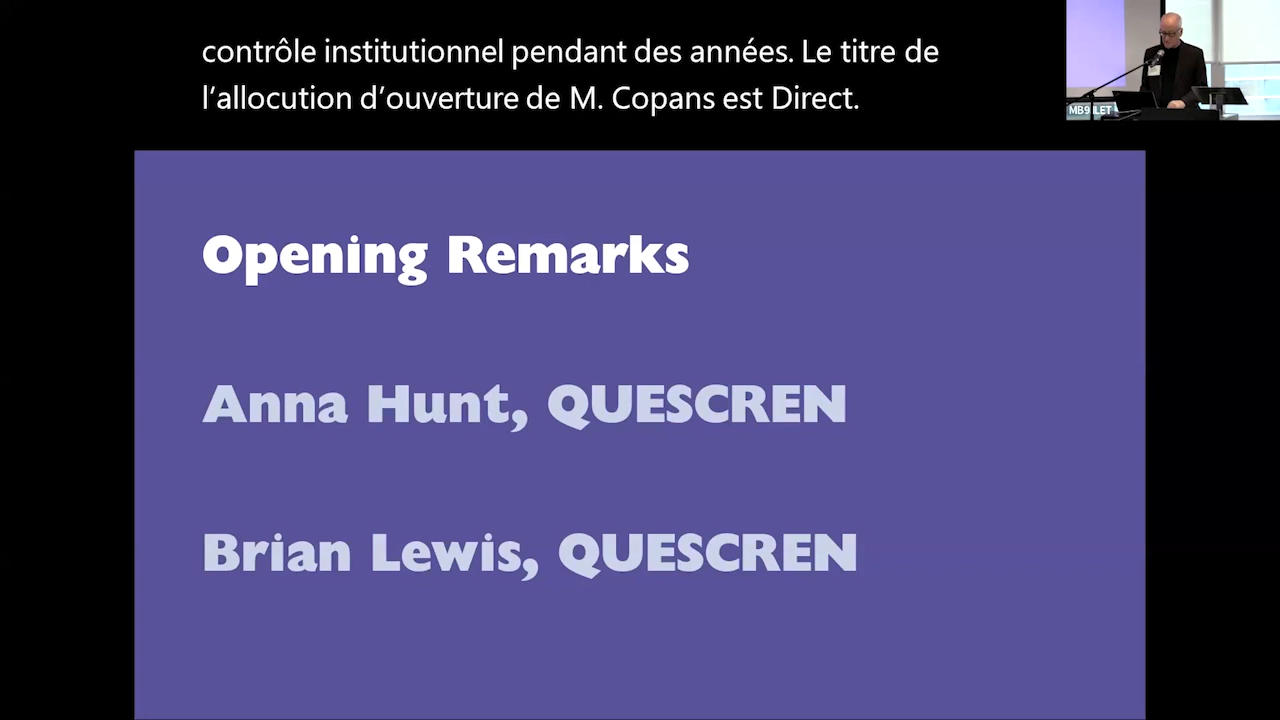 contrôle institutionnel pendant des années. Le titre de
l’allocution d’ouverture de M. Copans est Direct.
Opening Remarks
Anna Hunt, QUESCREN
Brian Lewis, QUESCREN